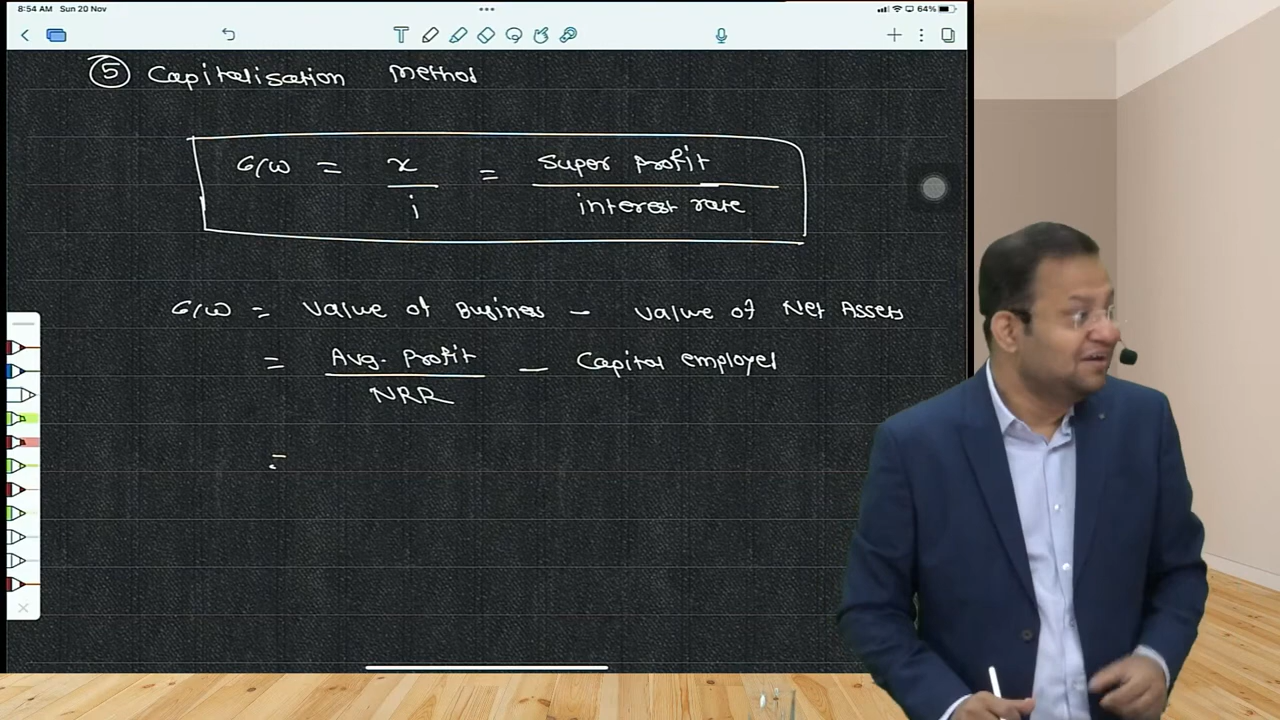 8:54 AM Sun 20 Nov
64%
⑤ Capitalisation Method
G/W = x / i = Super Profit / interest rate
G/W = Value of Business - Value of Net Assets
= Avg. Profit / NRR - Capital employed
=